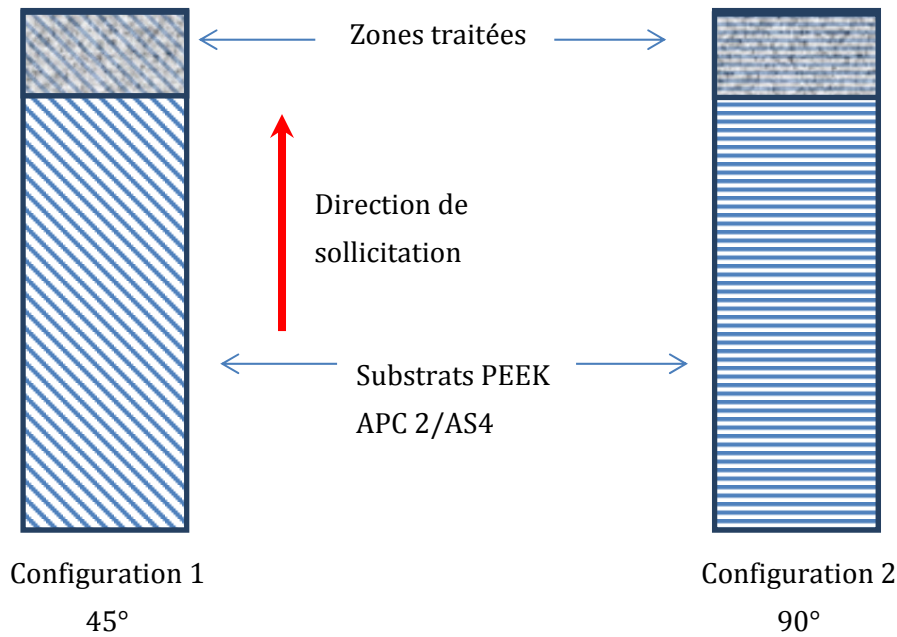 Zones traitées
Direction de
sollicitation
Substrats PEEK
APC 2/AS4
Configuration 1
45°
Configuration 2
90°